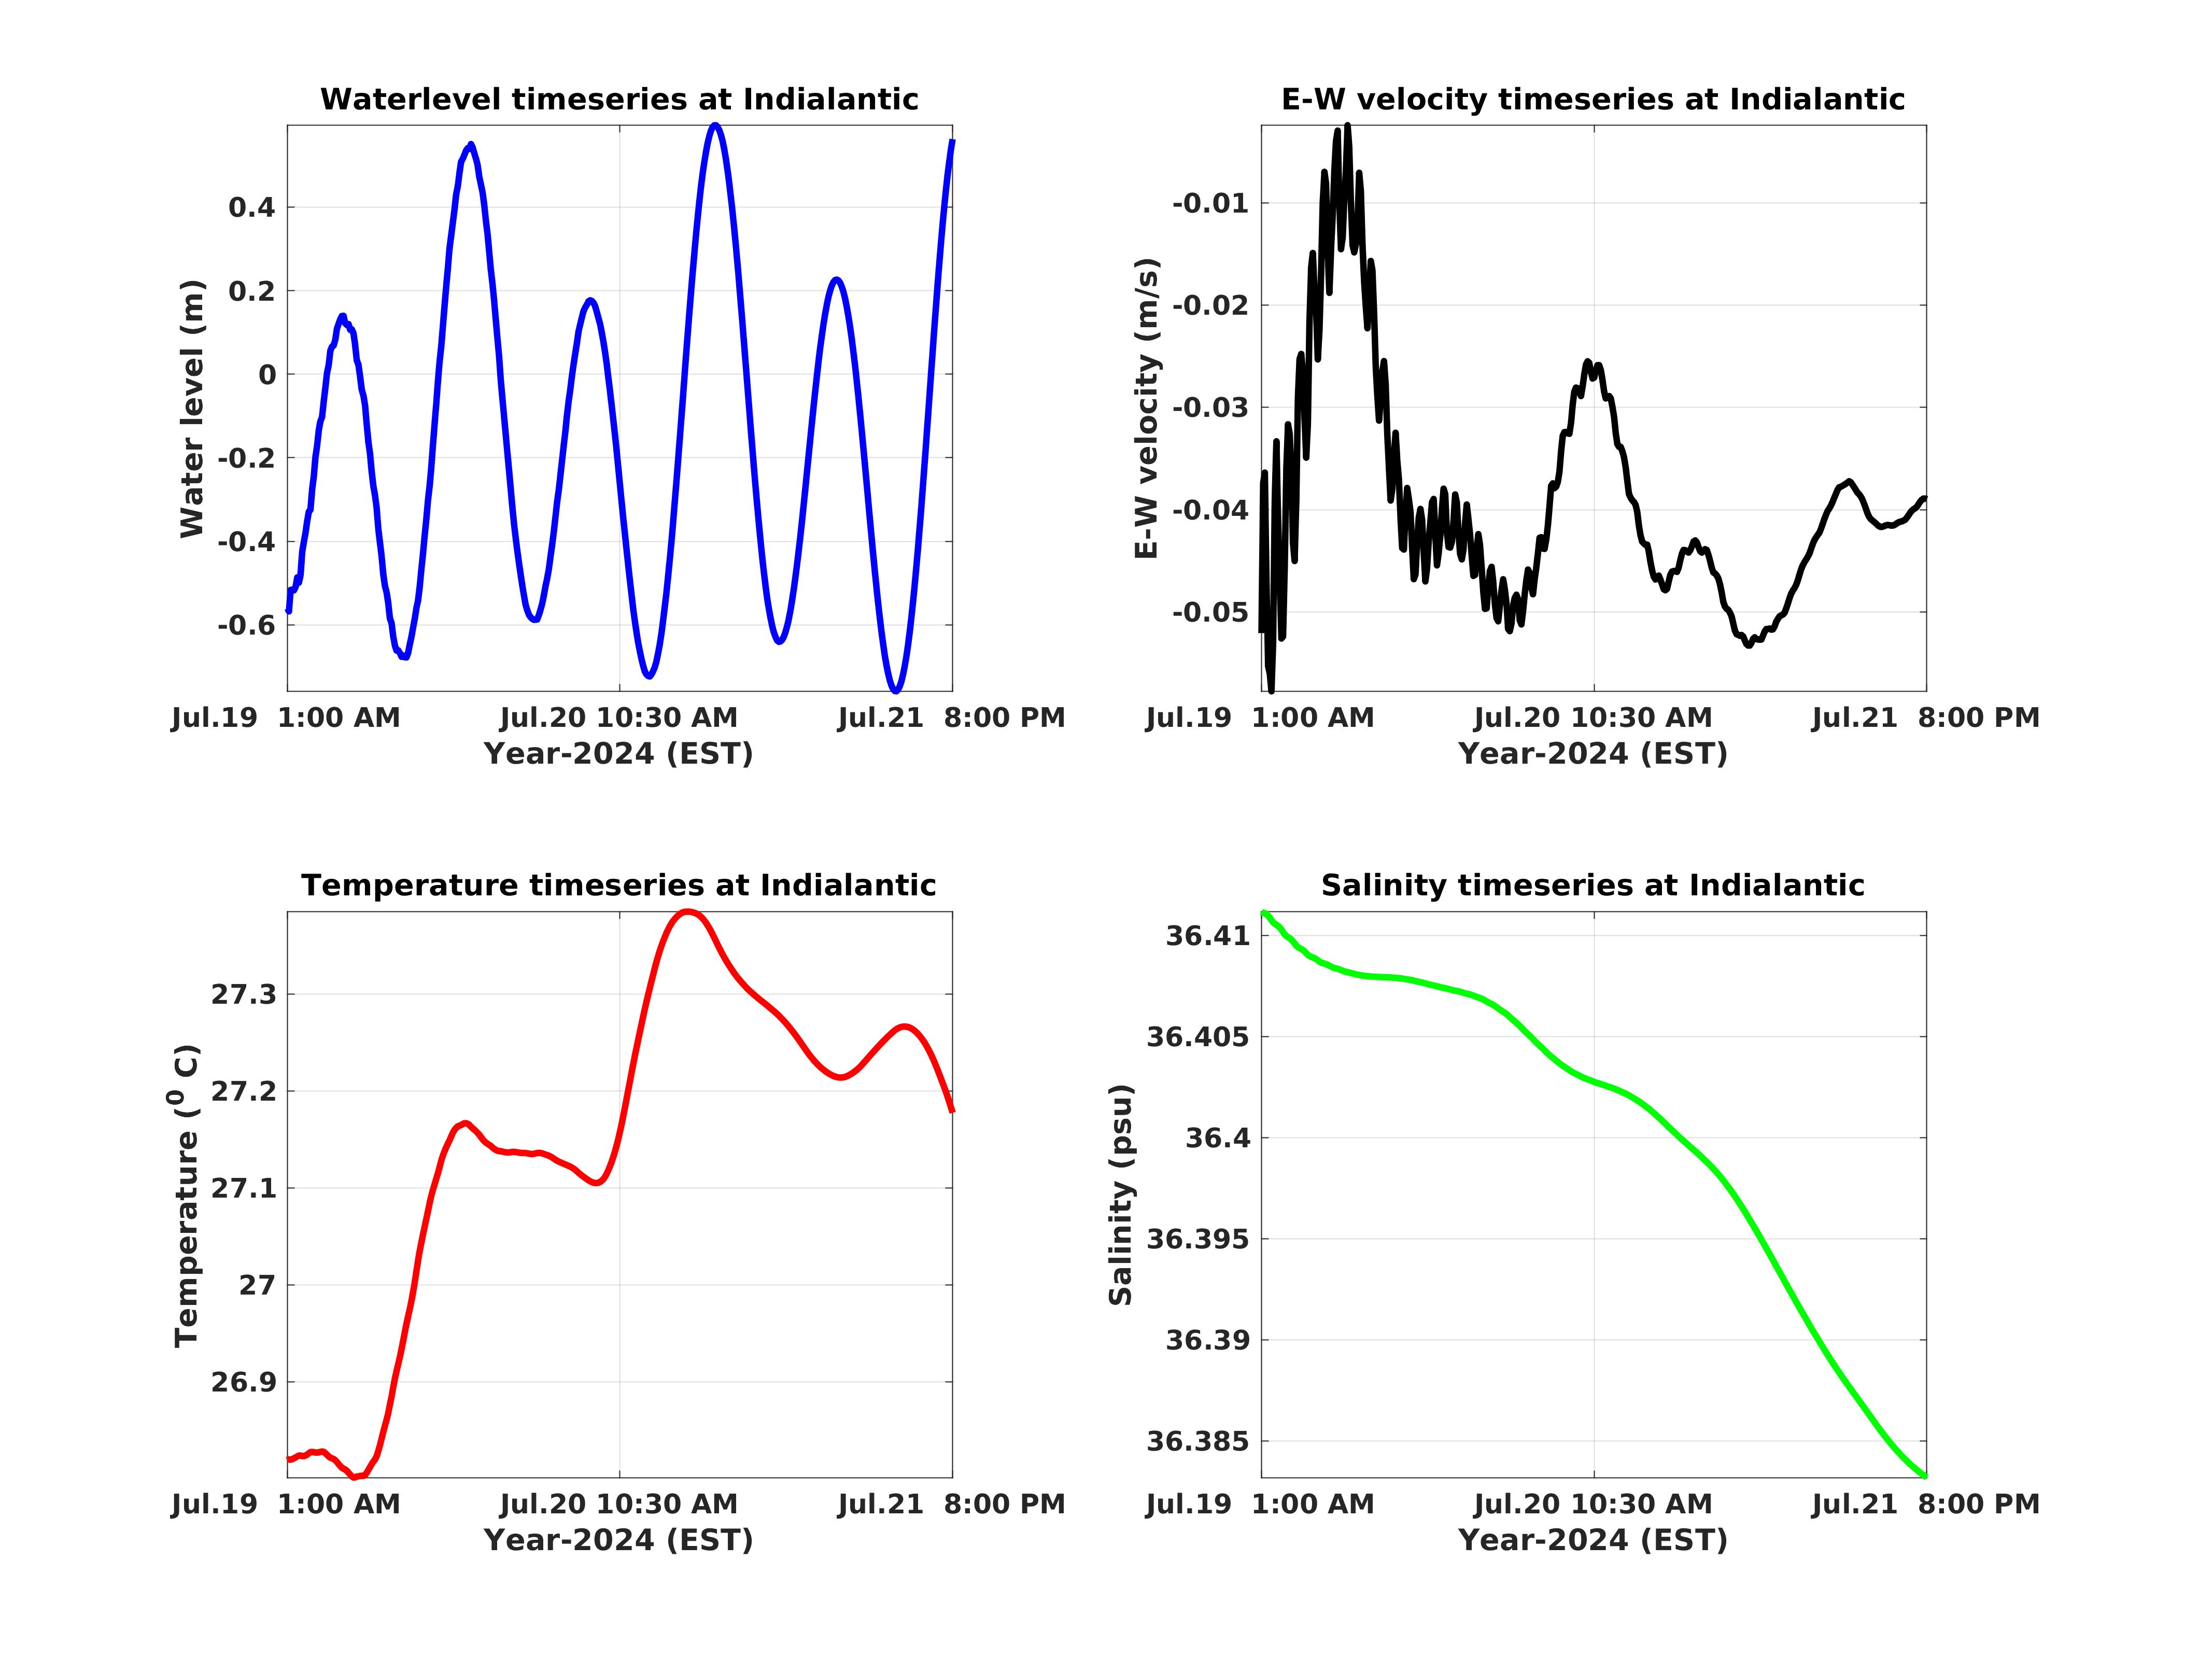 Waterlevel timeseries at Indialantic
Water level (m)
0.4
0.2
0
-0.2
-0.4
-0.6
Jul.19  1:00 AM
Jul.20 10:30 AM
Jul.21  8:00 PM
Year-2024 (EST)
E-W velocity timeseries at Indialantic
E-W velocity (m/s)
-0.01
-0.02
-0.03
-0.04
-0.05
Jul.19  1:00 AM
Jul.20 10:30 AM
Jul.21  8:00 PM
Year-2024 (EST)
Temperature timeseries at Indialantic
Temperature (⁰ C)
27.3
27.2
27.1
27
26.9
Jul.19  1:00 AM
Jul.20 10:30 AM
Jul.21  8:00 PM
Year-2024 (EST)
Salinity timeseries at Indialantic
Salinity (psu)
36.41
36.405
36.4
36.395
36.39
36.385
Jul.19  1:00 AM
Jul.20 10:30 AM
Jul.21  8:00 PM
Year-2024 (EST)